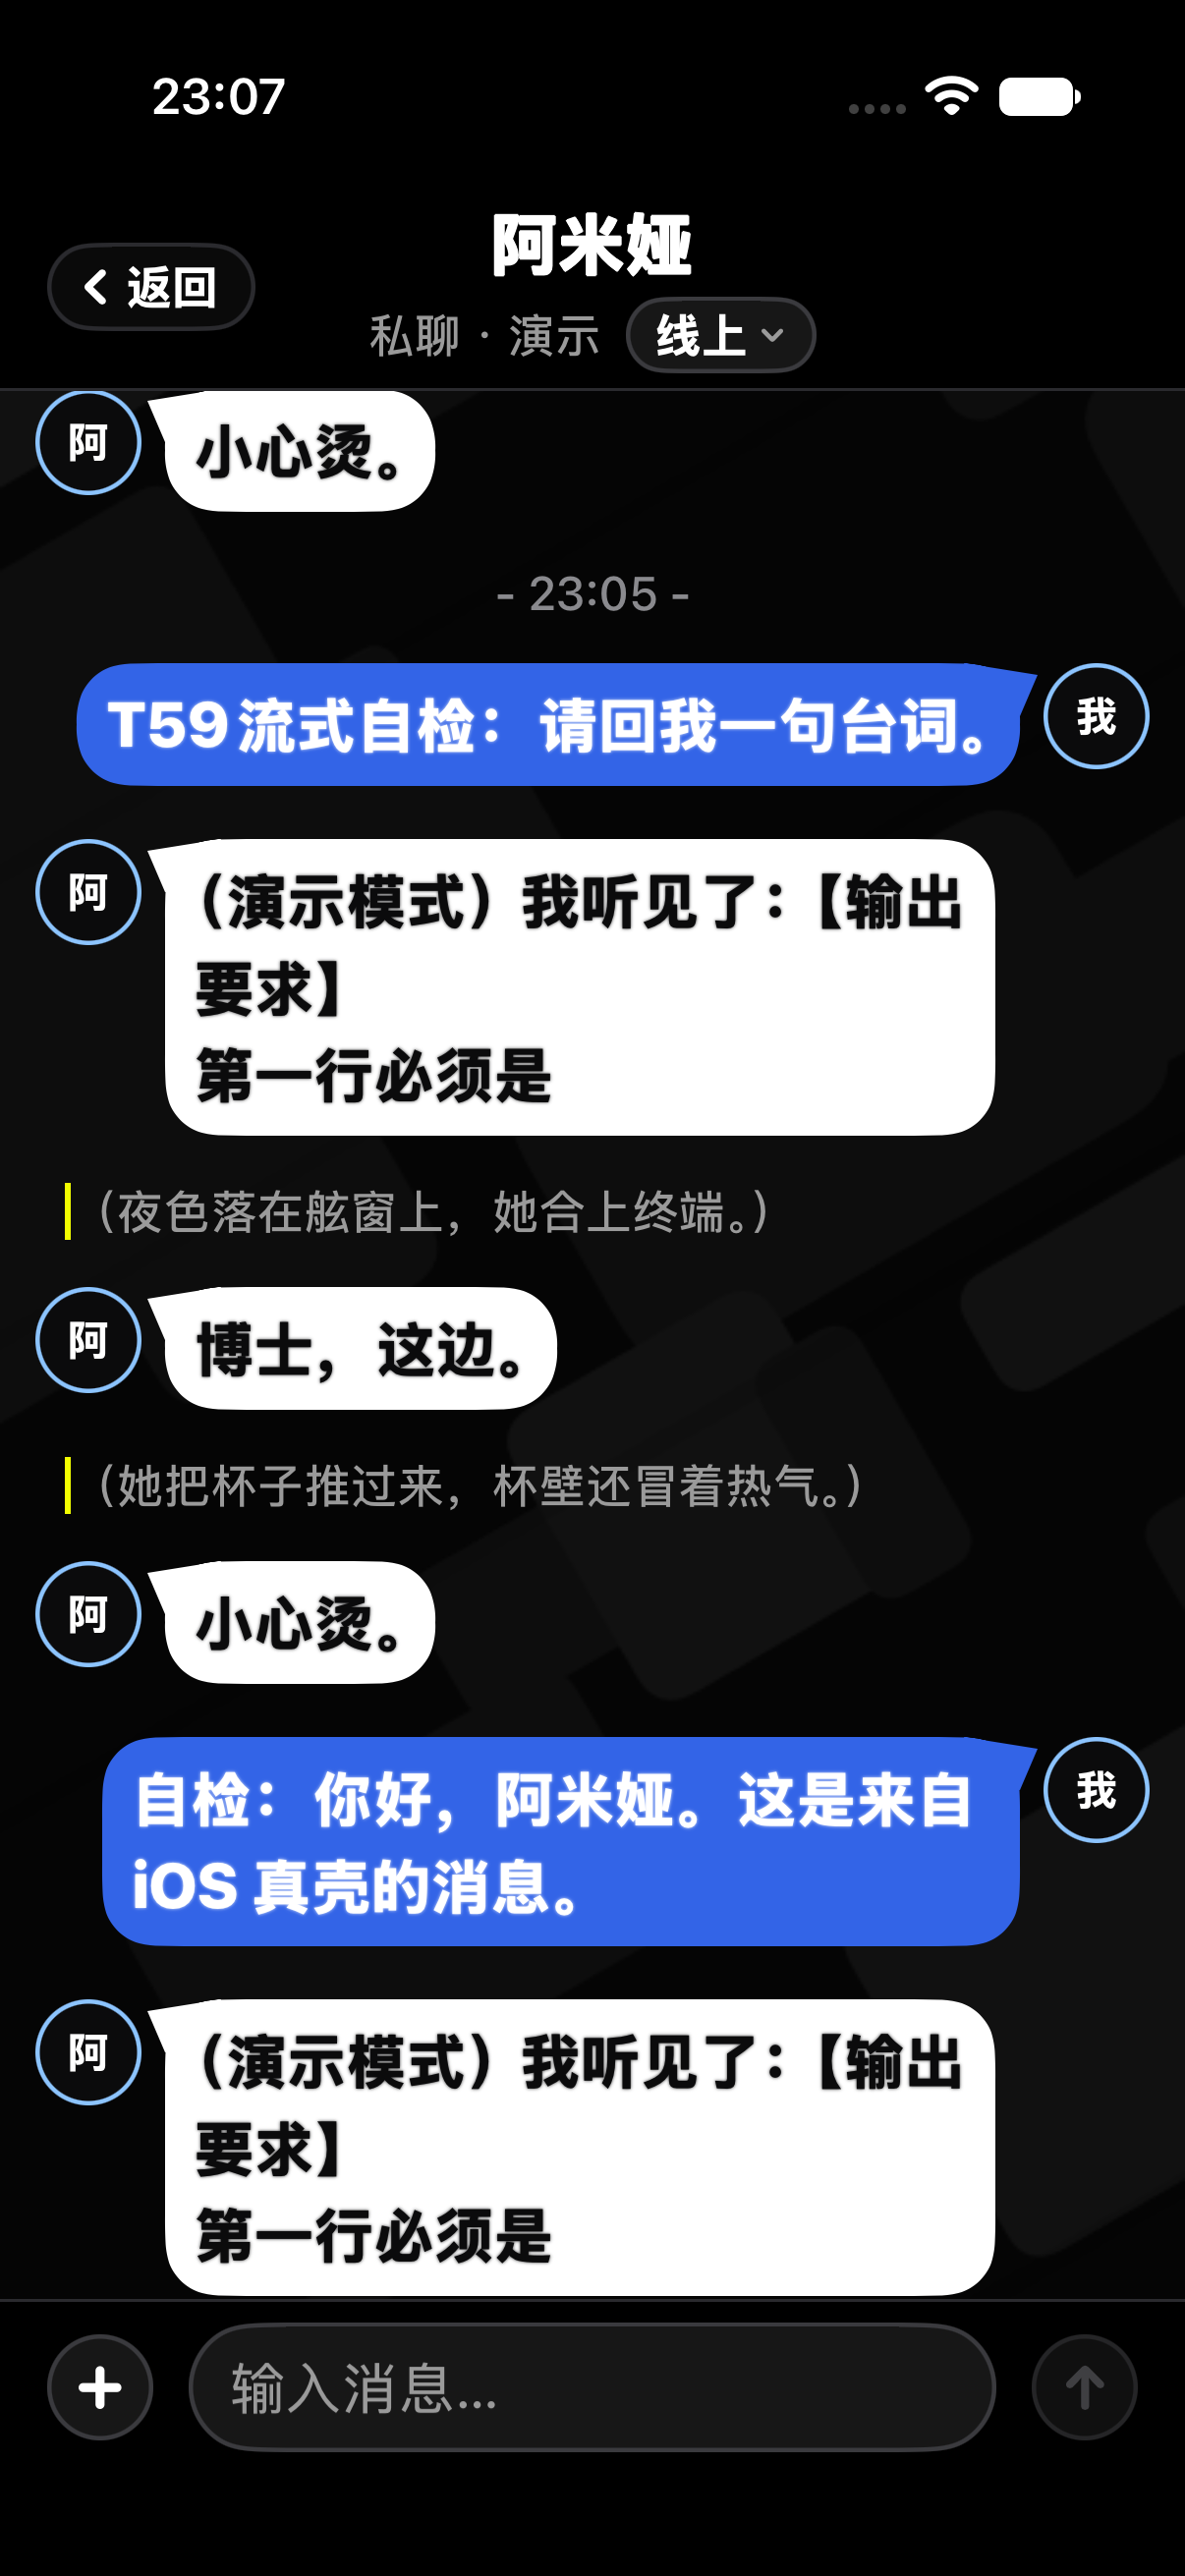 23:07
阿米娅
返回
私聊 · 演示 线上
阿
小心烫。
- 23:05 -
T59 流式自检：请回我一句台词。
我
阿
（演示模式）我听见了：【输出
要求】
第一行必须是
（夜色落在舷窗上，她合上终端。）
阿
博士，这边。
（她把杯子推过来，杯壁还冒着热气。）
阿
小心烫。
自检：你好，阿米娅。这是来自
iOS 真壳的消息。
我
阿
（演示模式）我听见了：【输出
要求】
第一行必须是
输入消息...